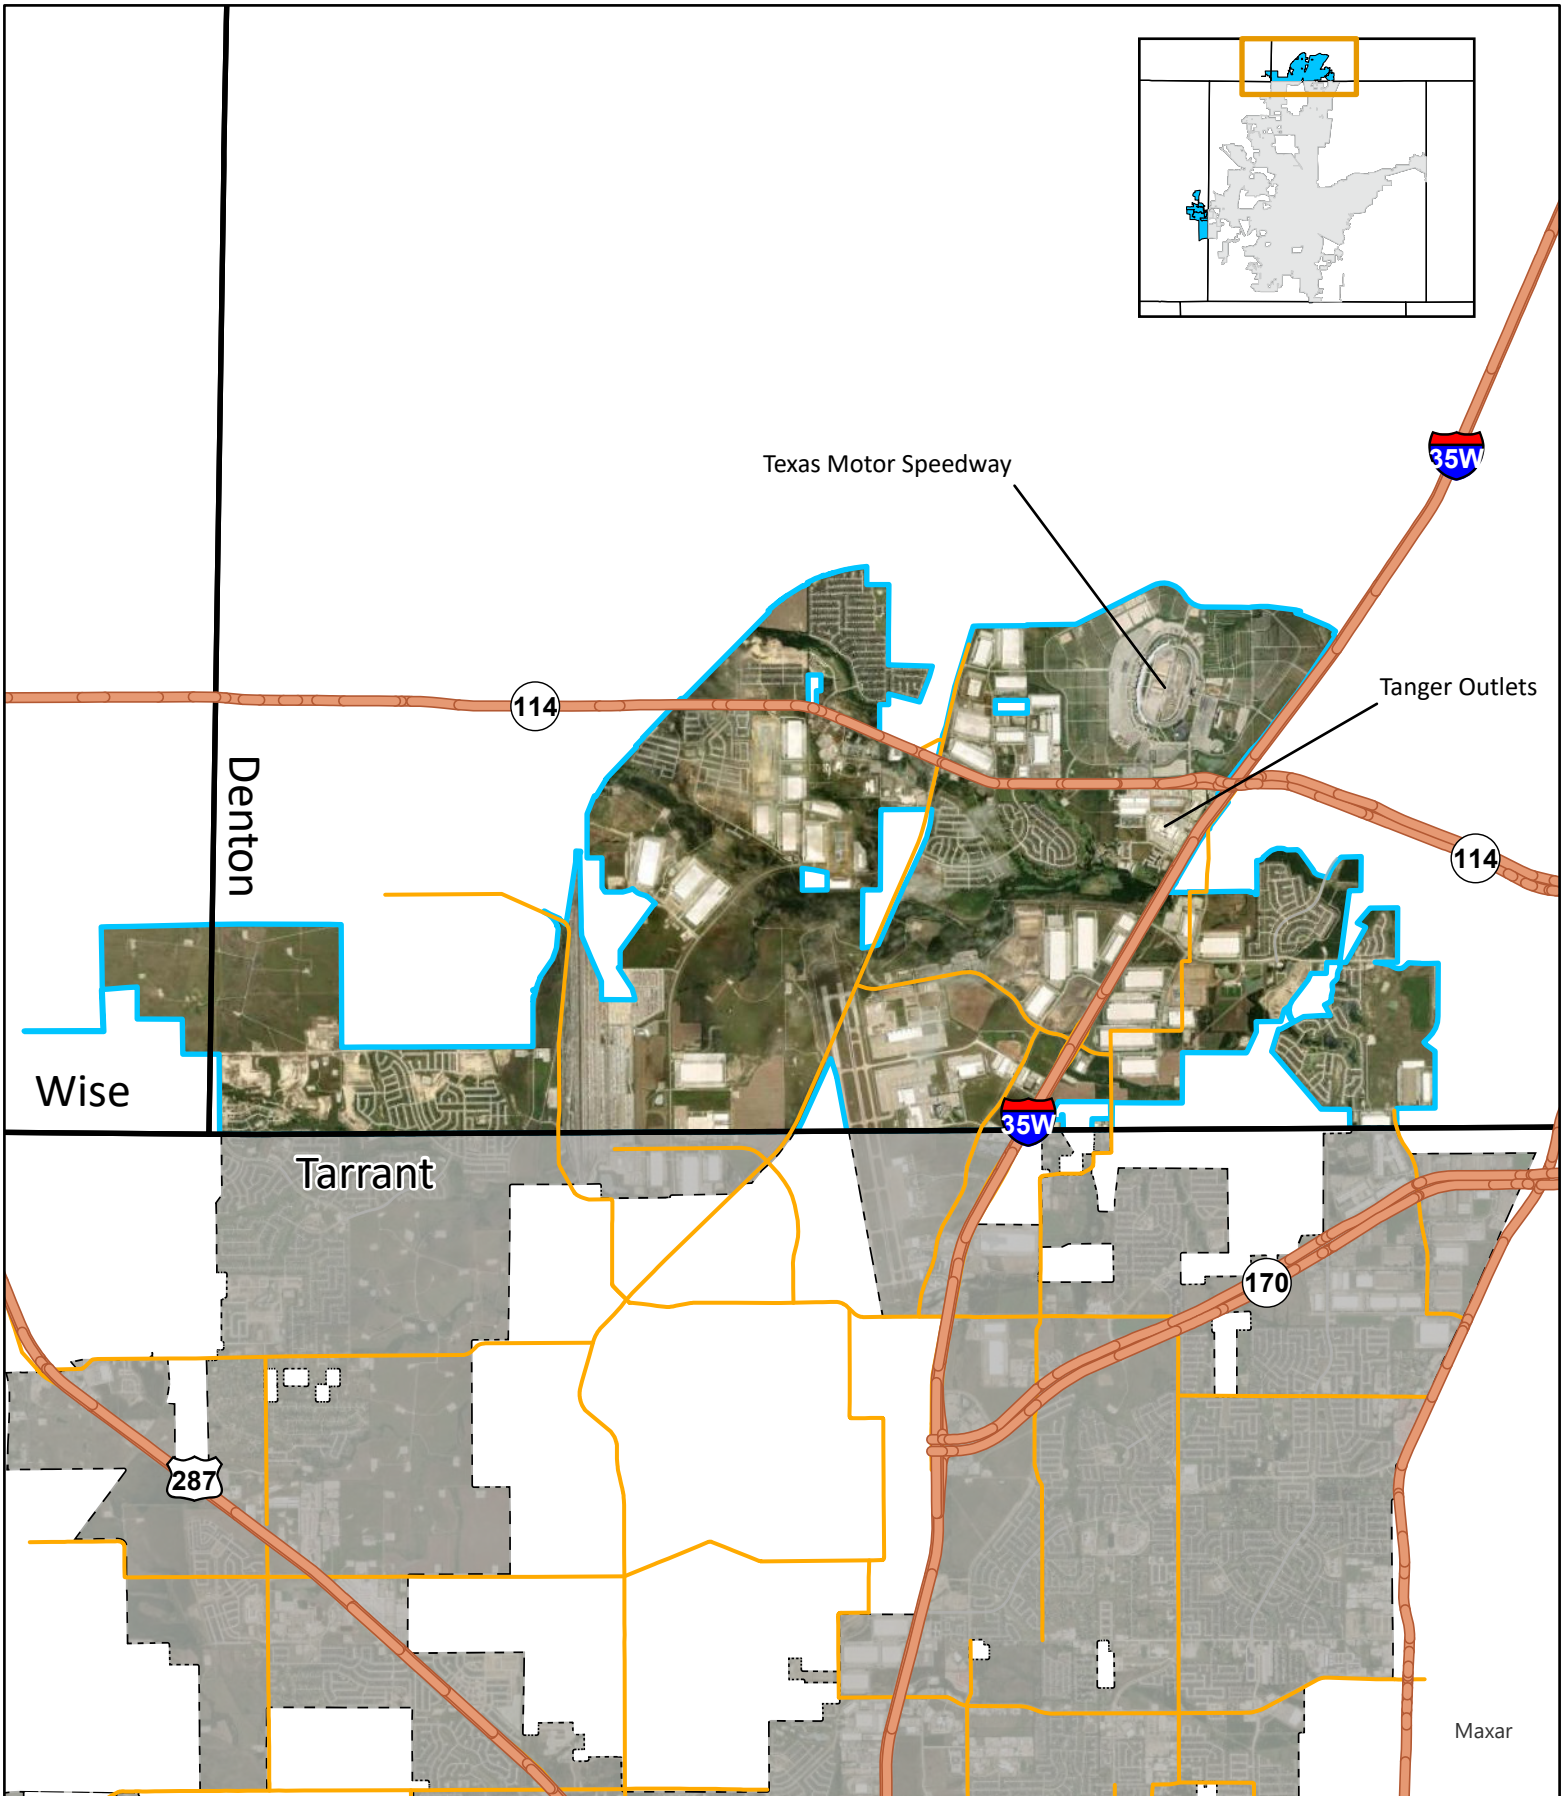 35W
Texas Motor Speedway
Tanger Outlets
114
Denton
114
Wise
35W
Tarrant
170
287
Maxar